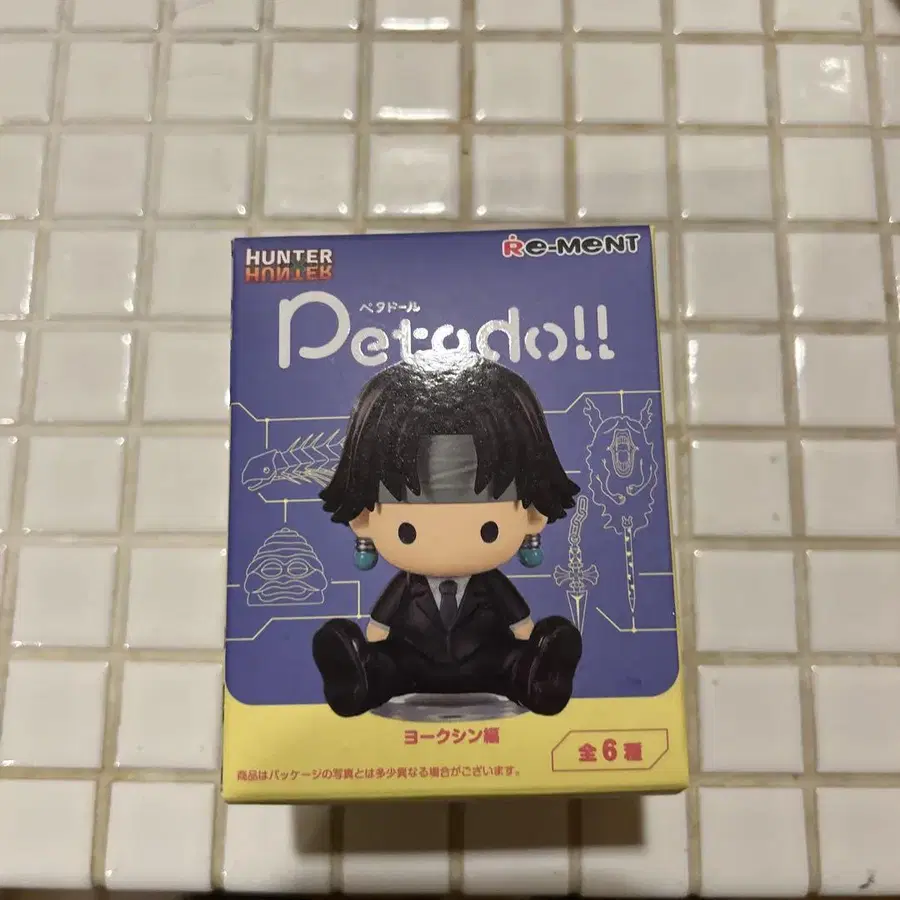 HUNTER
HUNTER
Re-MeNT
ペタドール
Petado!!
ヨークシン編
全6種
商品はパッケージの写真とは多少異なる場合がございます。